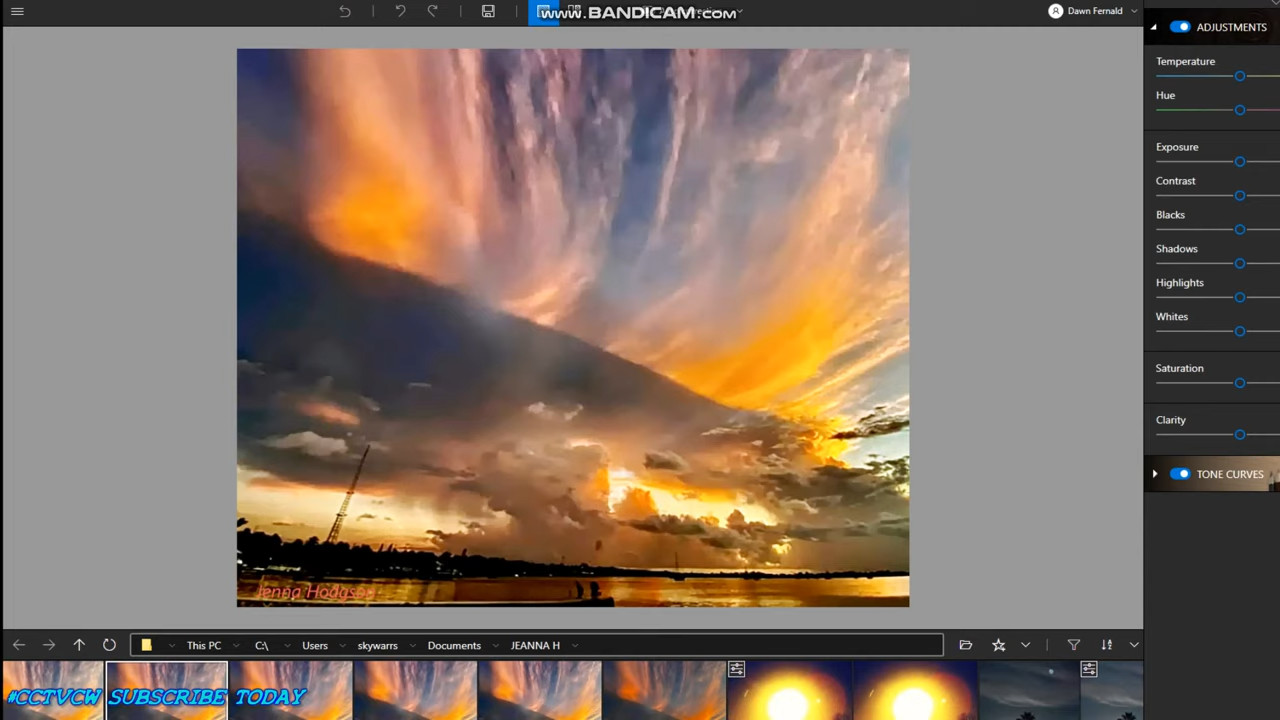 www.BANDICAM.com
Dawn Fernald
ADJUSTMENTS
Temperature
Hue
Exposure
Contrast
Blacks
Shadows
Highlights
Whites
Saturation
Clarity
TONE CURVES
Jenna Hodgson
This PC C:\ Users skywarrs Documents JEANNA H
#CCTVCW SUBSCRIBE TODAY